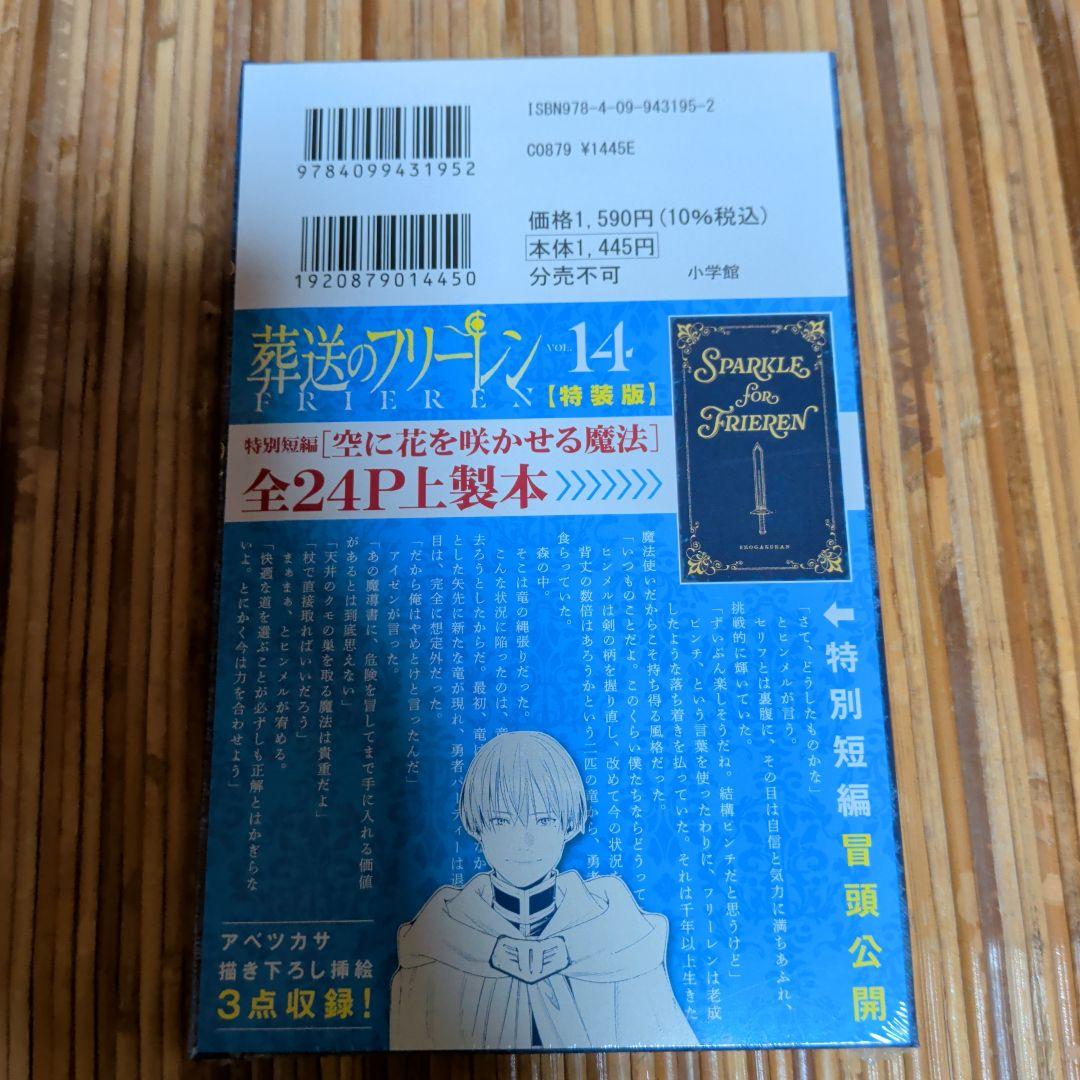 ISBN978-4-09-943195-2
C0879 ¥1445E
9784099431952
価格1,590円(10%税込)
本体1,445円
分売不可 小学館
1920879014450
葬送のフリーレン VOL.14
FRIEREN【特装版】
特別短編[空に花を咲かせる魔法]
全24P上製本
SPARKLE
for
FRIEREN
SHOGAKUKAN
特別短編冒頭公開
「さて、どうしたものかな」
とヒンメルが言う。
セリフとは裏腹に、その目は自信と気力に満ちあふれ、
挑戦的に輝いていた。
「ずいぶん楽しそうだね。結構ピンチだと思うけど」
ピンチ、という言葉を使ったわりに、フリーレンは老成
したような落ち着きを払っていた。それは千年以上生きた
魔法使いだからこそ持ち得る風格だった。
「いつものことだよ。このくらい僕たちならどうって
ヒンメルは剣の柄を握り直し、改めて今の状況
背丈の数倍はあろうかという二匹の竜から、勇者
食らっていた。
森の中。
そこは竜の縄張りだった。
こんな状況に陥ったのは、
去ろうとしたからだ。最初、竜
とした矢先に新たな竜が現れ、勇者パーティーは退
目は、完全に想定外だった。
「だから俺はやめとけと言ったんだ」
アイゼンが言った。
「あの魔導書に、危険を冒してまで手に入れる価値
があるとは到底思えない」
「天井のクモの巣を取る魔法は貴重だよ」
「杖で直接取ればいいだろう」
まぁまぁ、とヒンメルが宥める。
「快適な道を選ぶことが必ずしも正解とはかぎらな
いよ。とにかく今は力を合わせよう」
アベツカサ
描き下ろし挿絵
3点収録!